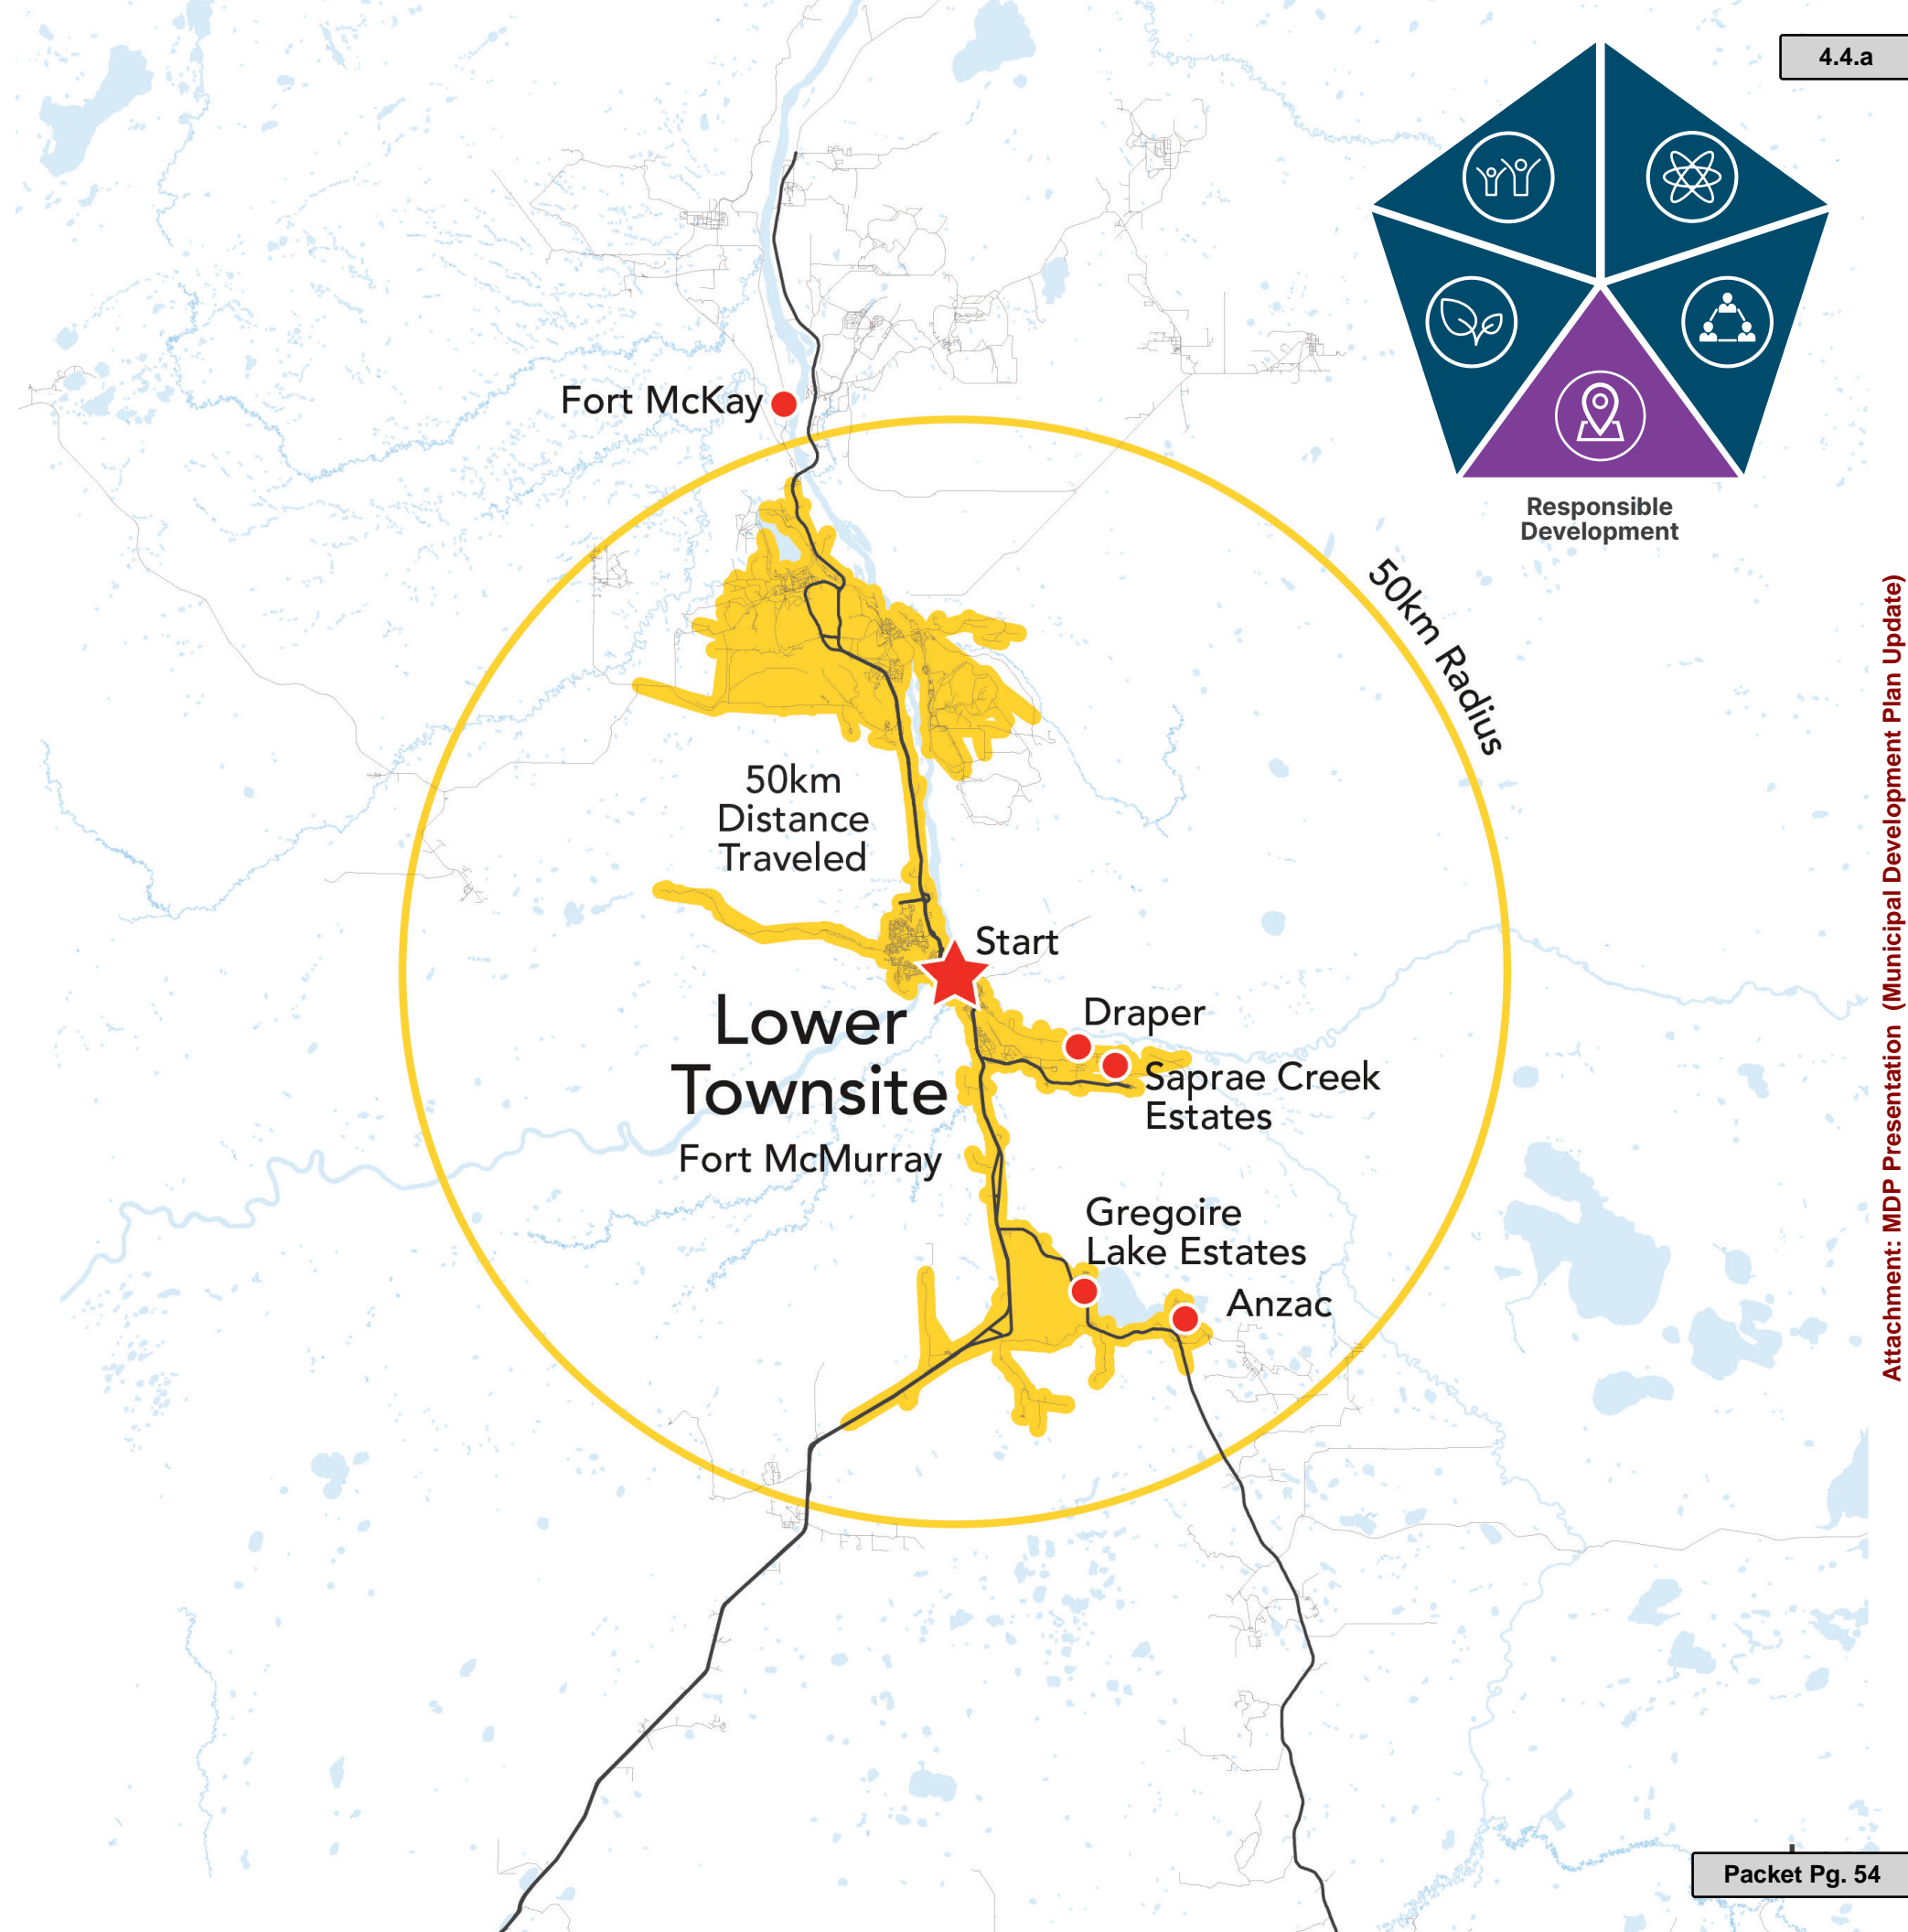 4.4.a
Responsible
Development
Fort McKay
50km Radius
50km
Distance
Traveled
Start
Lower
Townsite
Fort McMurray
Draper
Saprae Creek
Estates
Gregoire
Lake Estates
Anzac
Attachment: MDP Presentation (Municipal Development Plan Update)
Packet Pg. 54